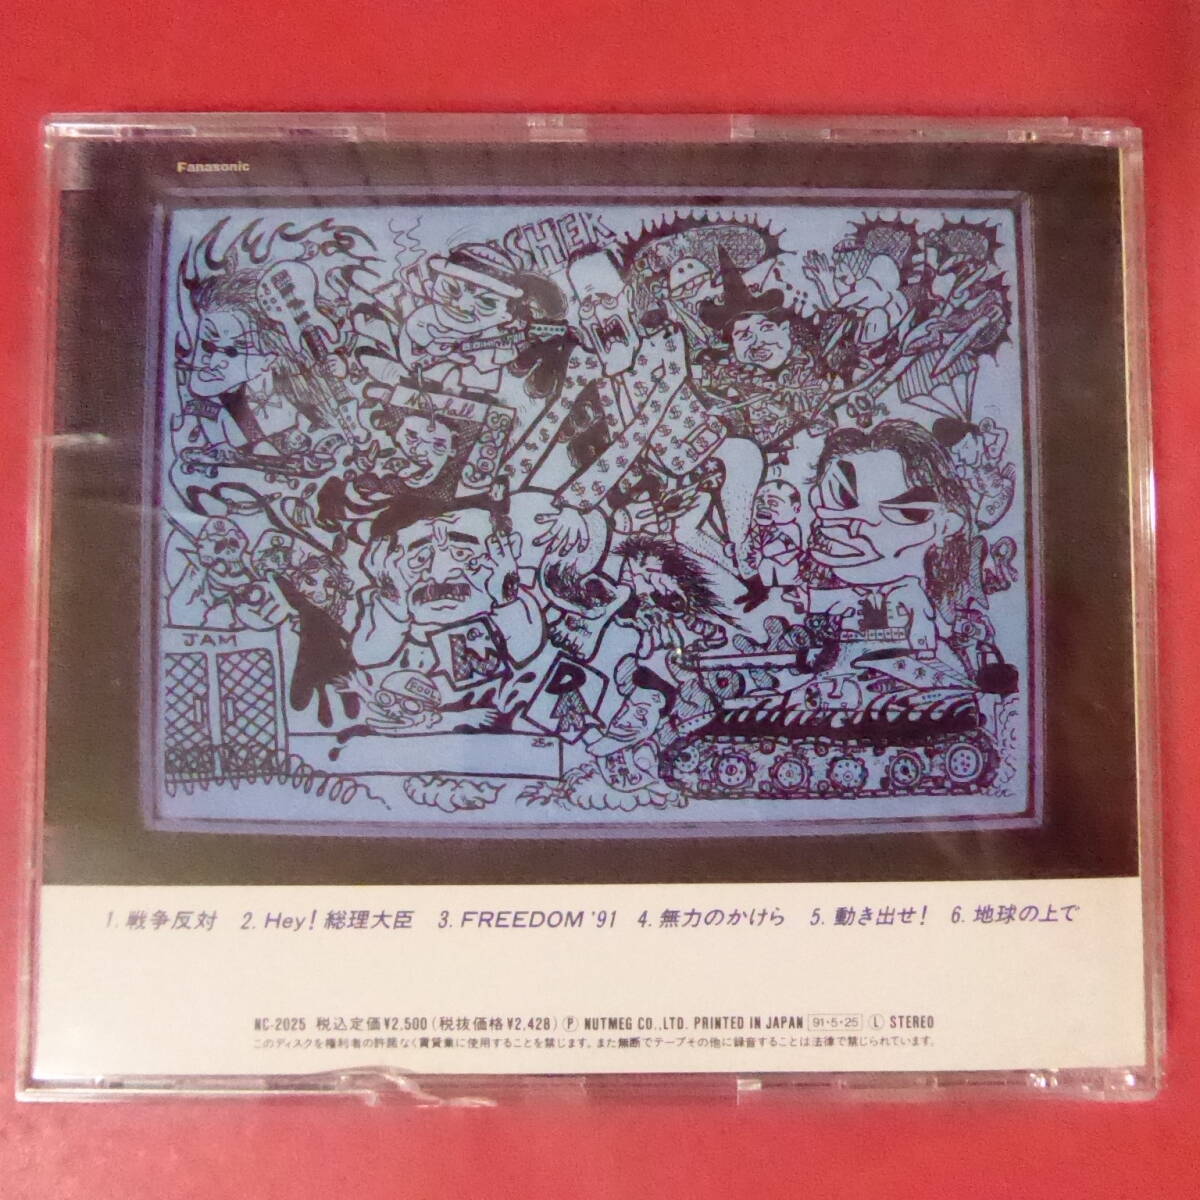 Fanasonic
SHEK
JAM
FOOL
1. 戦争反対 2. Hey! 総理大臣 3. FREEDOM '91 4. 無力のかけら 5. 動き出せ! 6. 地球の上で
NC-2025 税込定価¥2,500(税抜価格¥2,428) Ⓟ NUTMEG CO.,LTD. PRINTED IN JAPAN 91・5・25 Ⓛ STEREO
このディスクを権利者の許諾なく賃貸業に使用することを禁じます。また無断でテープその他に録音することは法律で禁じられています。